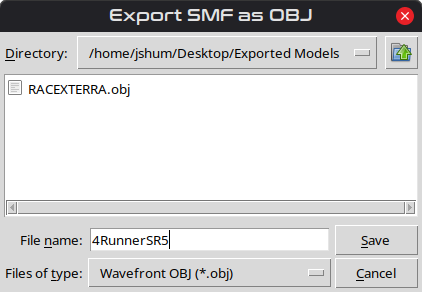 Export SMF as OBJ
Directory: /home/jshum/Desktop/Exported Models
RACEXTERRA.obj
File name: 4RunnerSR5 Save
Files of type: Wavefront OBJ (*.obj) Cancel